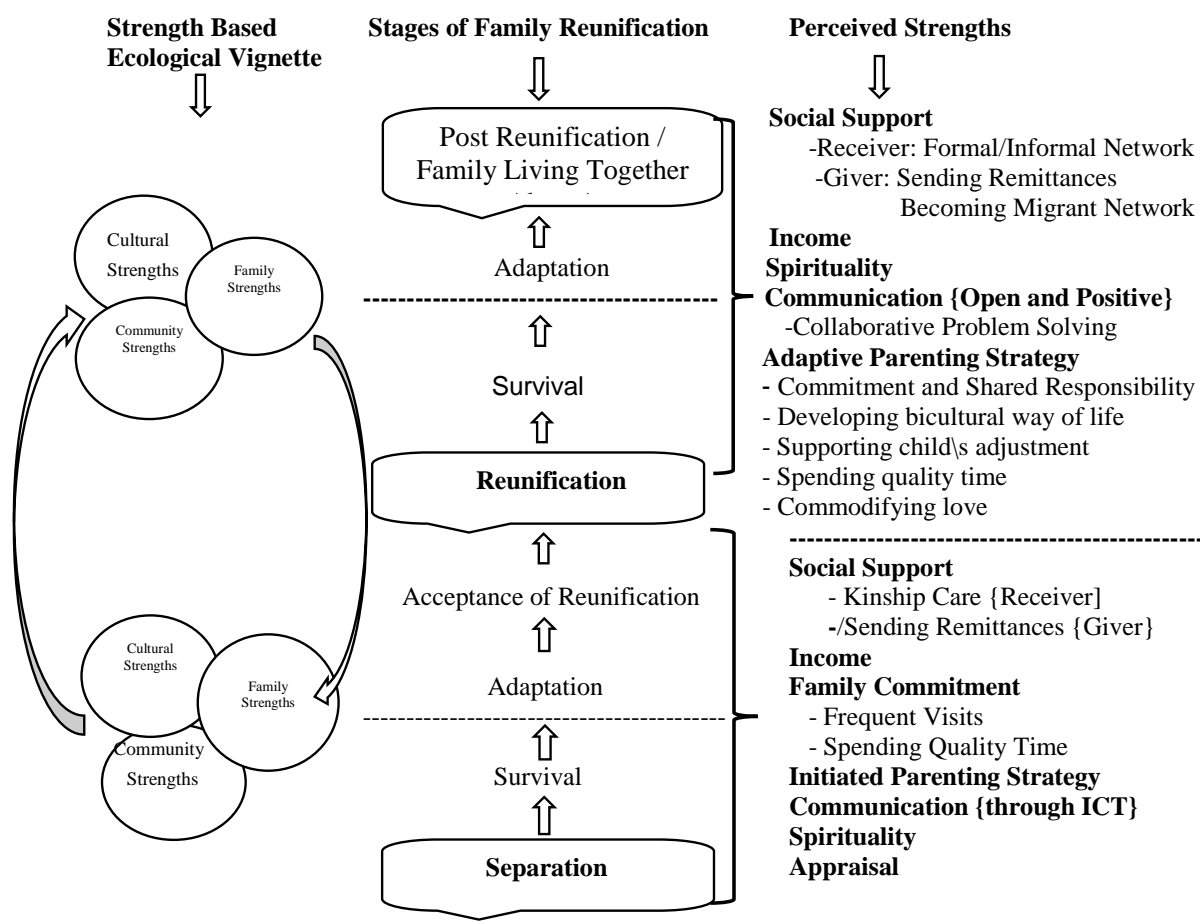 Strength Based
Ecological Vignette
Stages of Family Reunification
Perceived Strengths
Cultural
Strengths
Family
Strengths
Community
Strengths
Cultural
Strengths
Family
Strengths
Community
Strengths
Post Reunification /
Family Living Together
Adaptation
Survival
Reunification
Acceptance of Reunification
Adaptation
Survival
Separation
Social Support
-Receiver: Formal/Informal Network
-Giver: Sending Remittances
Becoming Migrant Network
Income
Spirituality
Communication {Open and Positive}
-Collaborative Problem Solving
Adaptive Parenting Strategy
- Commitment and Shared Responsibility
- Developing bicultural way of life
- Supporting child\s adjustment
- Spending quality time
- Commodifying love
Social Support
- Kinship Care {Receiver]
-/Sending Remittances {Giver}
Income
Family Commitment
- Frequent Visits
- Spending Quality Time
Initiated Parenting Strategy
Communication {through ICT}
Spirituality
Appraisal